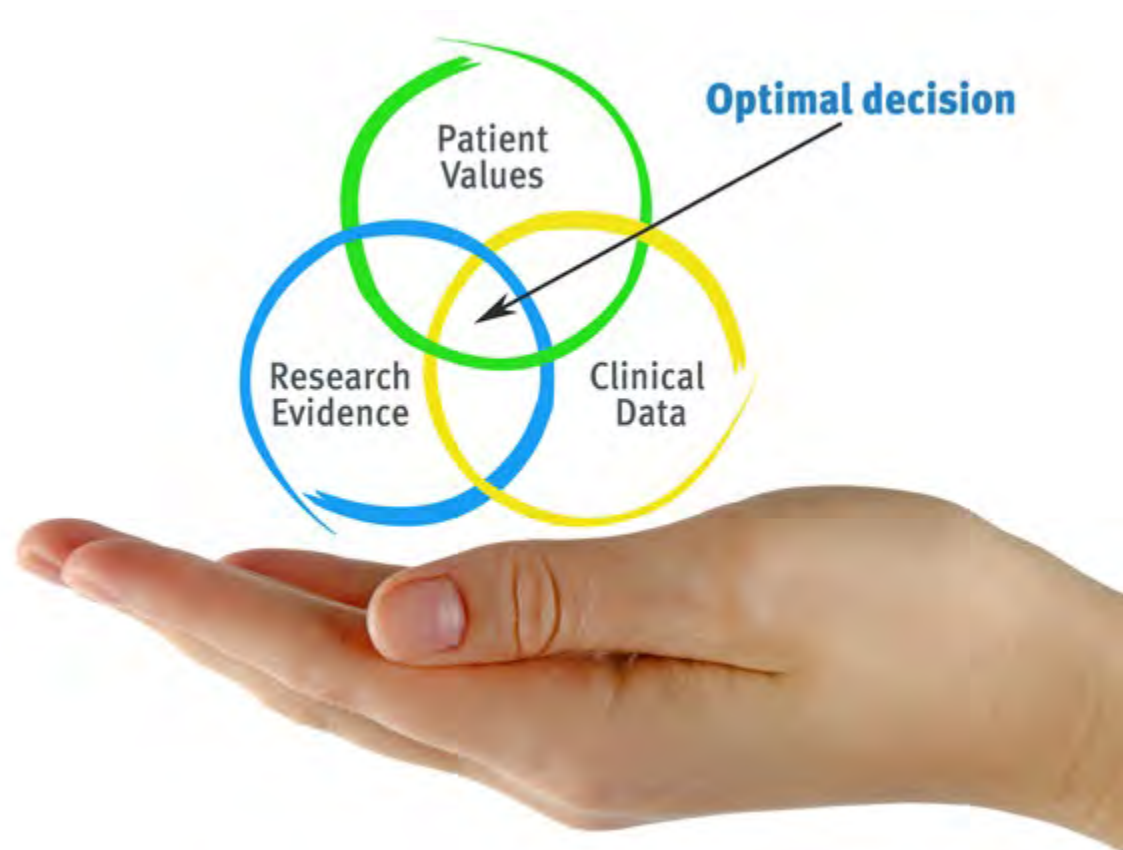 Optimal decision
Patient
Values
Research
Evidence
Clinical
Data